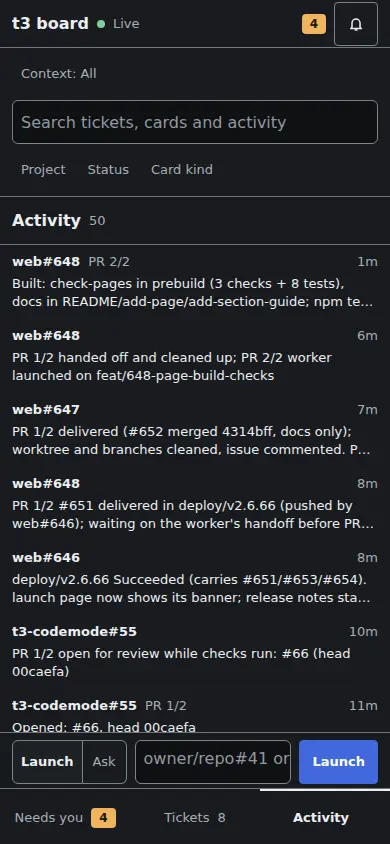 t3 board Live 4
Context: All
Search tickets, cards and activity
Project Status Card kind
Activity 50
web#648 PR 2/2 1m
Built: check-pages in prebuild (3 checks + 8 tests),
docs in README/add-page/add-section-guide; npm te…
web#648 6m
PR 1/2 handed off and cleaned up; PR 2/2 worker
launched on feat/648-page-build-checks
web#647 7m
PR 1/2 delivered (#652 merged 4314bff, docs only);
worktree and branches cleaned, issue commented. P…
web#648 8m
PR 1/2 #651 delivered in deploy/v2.6.66 (pushed by
web#646); waiting on the worker's handoff before PR…
web#646 8m
deploy/v2.6.66 Succeeded (carries #651/#653/#654).
launch page now shows its banner; release notes sta…
t3-codemode#55 10m
PR 1/2 open for review while checks run: #66 (head
00caefa)
t3-codemode#55 PR 1/2 11m
Opened: #66, head 00caefa
Launch Ask owner/repo#41 or Launch
Needs you 4 Tickets 8 Activity